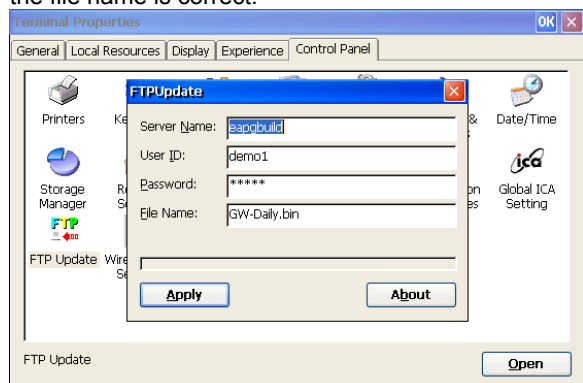 the file name is correct.
Terminal Properties
OK
General Local Resources Display Experience Control Panel
FTPUpdate
Printers
Date/Time
Server Name: eapgbuild
User ID: demo1
Password: *****
File Name: GW-Daily.bin
Storage Manager
Global ICA Setting
FTP
FTP Update
Apply About
FTP Update
Open